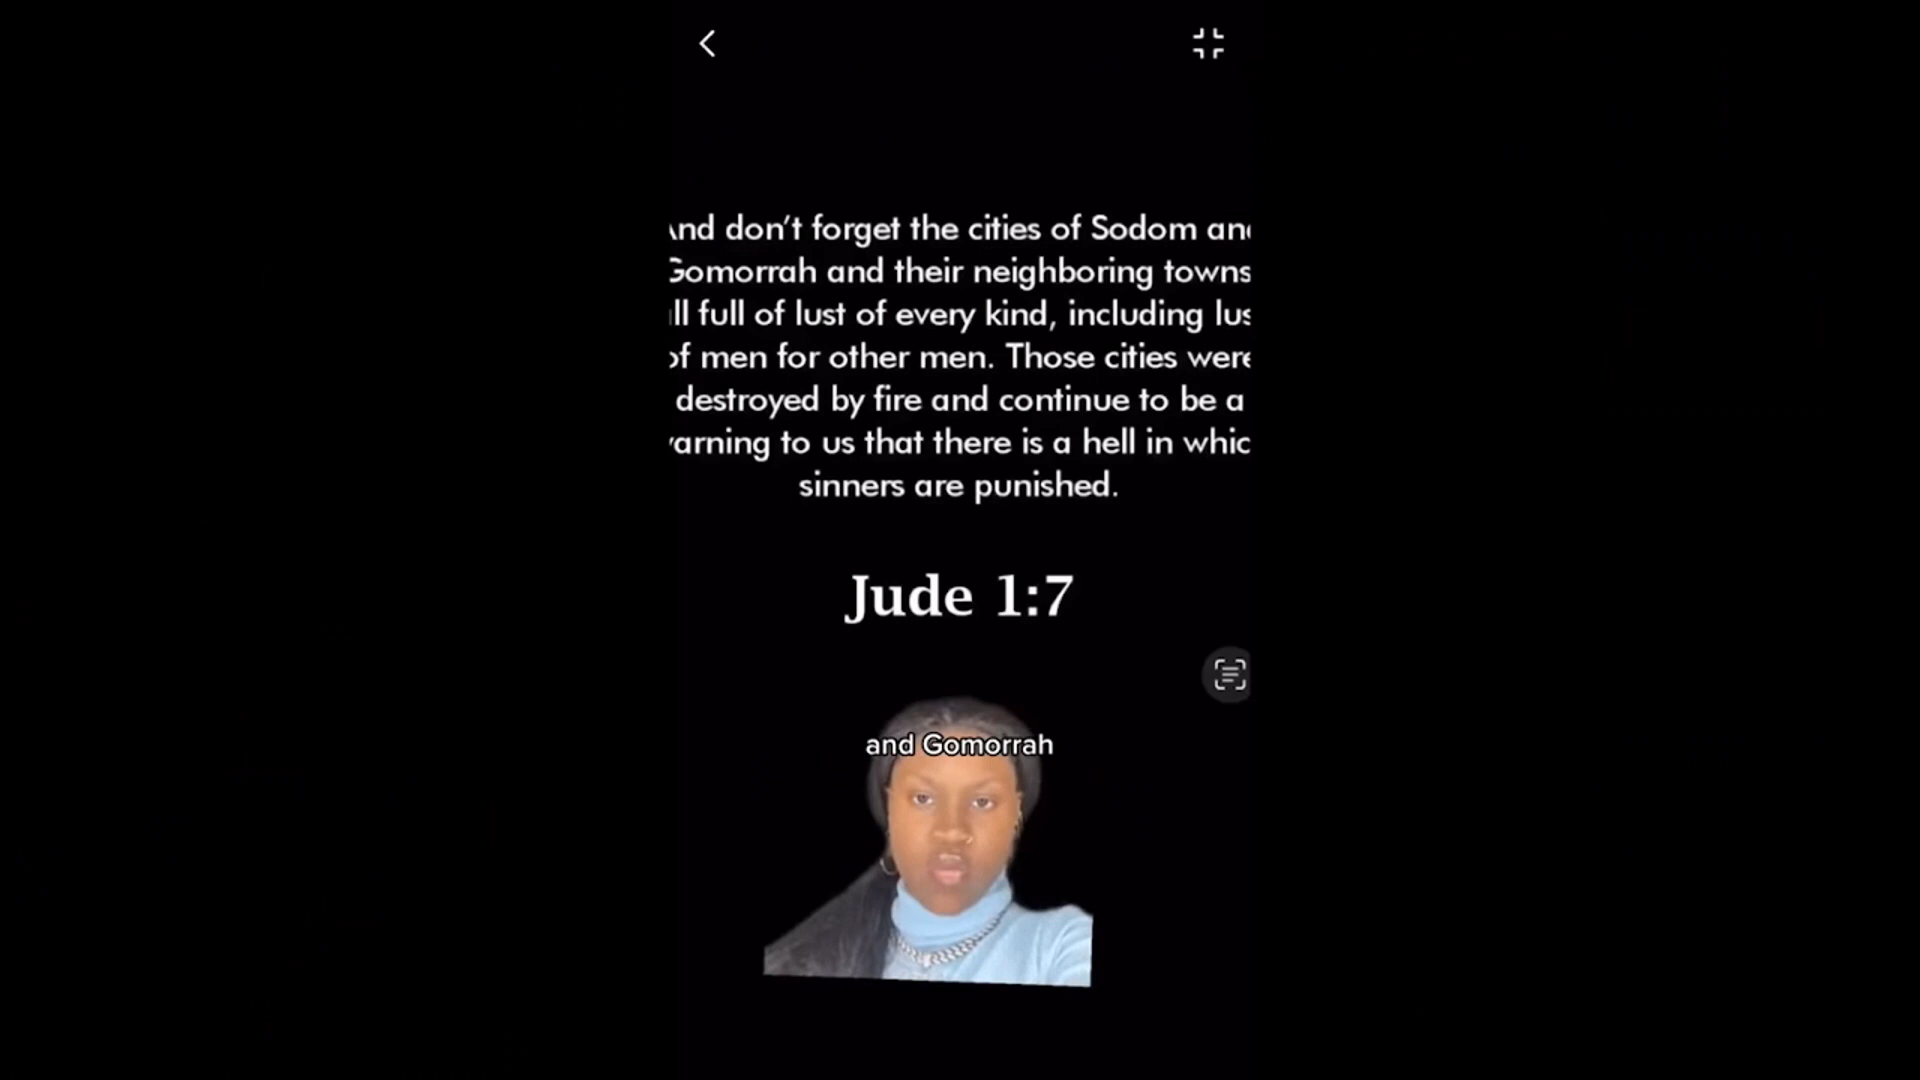 nd don't forget the cities of Sodom an
Gomorrah and their neighboring towns
ll full of lust of every kind, including lus
of men for other men. Those cities were
destroyed by fire and continue to be a
arning to us that there is a hell in whic
sinners are punished.
Jude 1:7
and Gomorrah